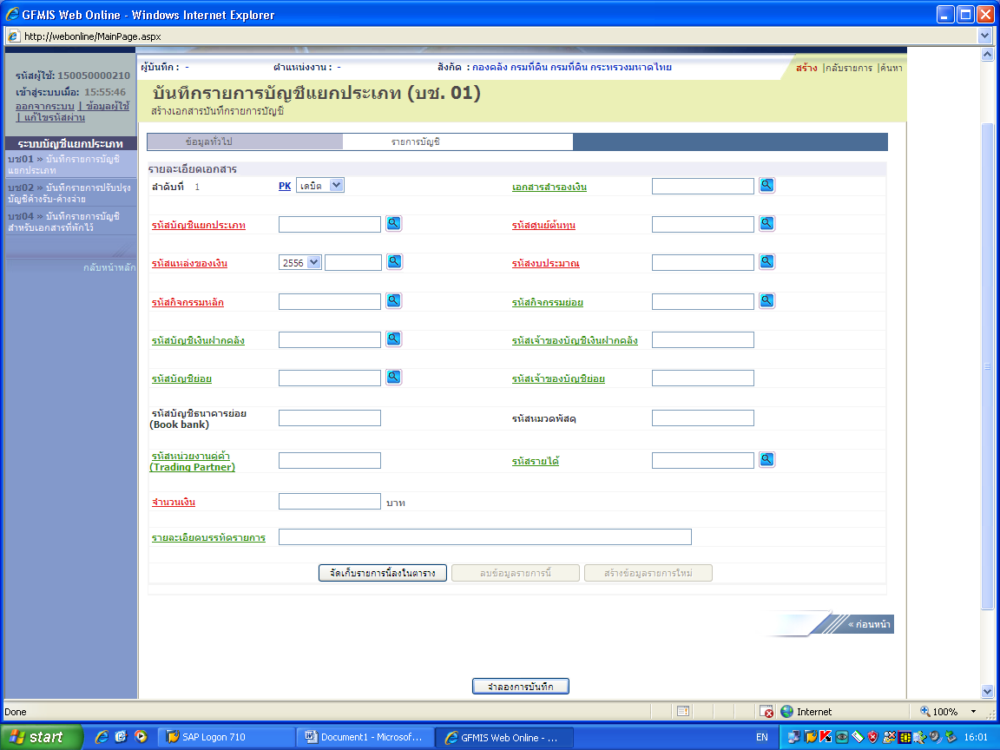 GFMIS Web Online - Windows Internet Explorer
http://webonline/MainPage.aspx
รหัสผู้ใช้: 150050000210
เข้าสู่ระบบเมื่อ: 15:55:46
ออกจากระบบ | ข้อมูลผู้ใช้
| แก้ไขรหัสผ่าน
ระบบบัญชีแยกประเภท
บช01 » บันทึกรายการบัญชี
แยกประเภท
บช02 » บันทึกรายการปรับปรุง
บัญชีค้างรับ-ค้างจ่าย
บช04 » บันทึกรายการบัญชี
สำหรับเอกสารที่พักไว้
กลับหน้าหลัก
ผู้บันทึก : - ตำแหน่งงาน : - สังกัด : กองคลัง กรมที่ดิน กรมที่ดิน กระทรวงมหาดไทย
สร้าง |กลับรายการ |ค้นหา
บันทึกรายการบัญชีแยกประเภท (บช. 01)
สร้างเอกสารบันทึกรายการบัญชี
ข้อมูลทั่วไป รายการบัญชี
รายละเอียดเอกสาร
ลำดับที่ 1 PK เดบิต เอกสารสำรองเงิน
รหัสบัญชีแยกประเภท รหัสศูนย์ต้นทุน
รหัสแหล่งของเงิน 2556 รหัสงบประมาณ
รหัสกิจกรรมหลัก รหัสกิจกรรมย่อย
รหัสบัญชีเงินฝากคลัง รหัสเจ้าของบัญชีเงินฝากคลัง
รหัสบัญชีย่อย รหัสเจ้าของบัญชีย่อย
รหัสบัญชีธนาคารย่อย
(Book bank) รหัสหมวดพัสดุ
รหัสหน่วยงานคู่ค้า
(Trading Partner) รหัสรายได้
จำนวนเงิน บาท
รายละเอียดบรรทัดรายการ
จัดเก็บรายการนี้ลงในตาราง ลบข้อมูลรายการนี้ สร้างข้อมูลรายการใหม่
« ก่อนหน้า
จำลองการบันทึก
Done Internet 100%
start SAP Logon 710 Document1 - Microsof... GFMIS Web Online - ... EN 16:01